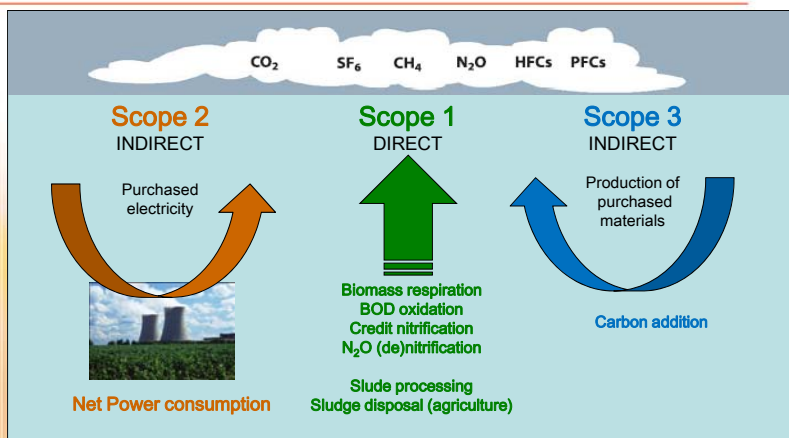 CO₂ SF₆ CH₄ N₂O HFCs PFCs
Scope 2
INDIRECT
Purchased
electricity
Net Power consumption
Scope 1
DIRECT
Biomass respiration
BOD oxidation
Credit nitrification
N₂O (de)nitrification
Slude processing
Sludge disposal (agriculture)
Scope 3
INDIRECT
Production of
purchased
materials
Carbon addition